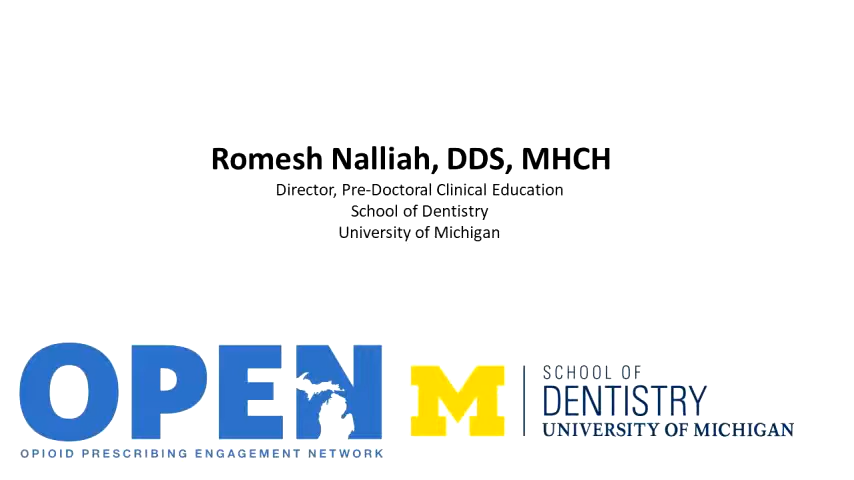 Romesh Nalliah, DDS, MHCH
Director, Pre-Doctoral Clinical Education
School of Dentistry
University of Michigan
OPEN
OPIOID PRESCRIBING ENGAGEMENT NETWORK
M
SCHOOL OF
DENTISTRY
UNIVERSITY OF MICHIGAN